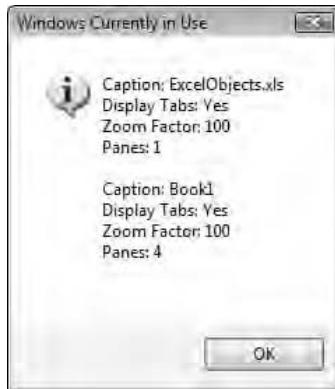 Windows Currently in Use
Caption: ExcelObjects.xls
Display Tabs: Yes
Zoom Factor: 100
Panes: 1
Caption: Book1
Display Tabs: Yes
Zoom Factor: 100
Panes: 4
OK